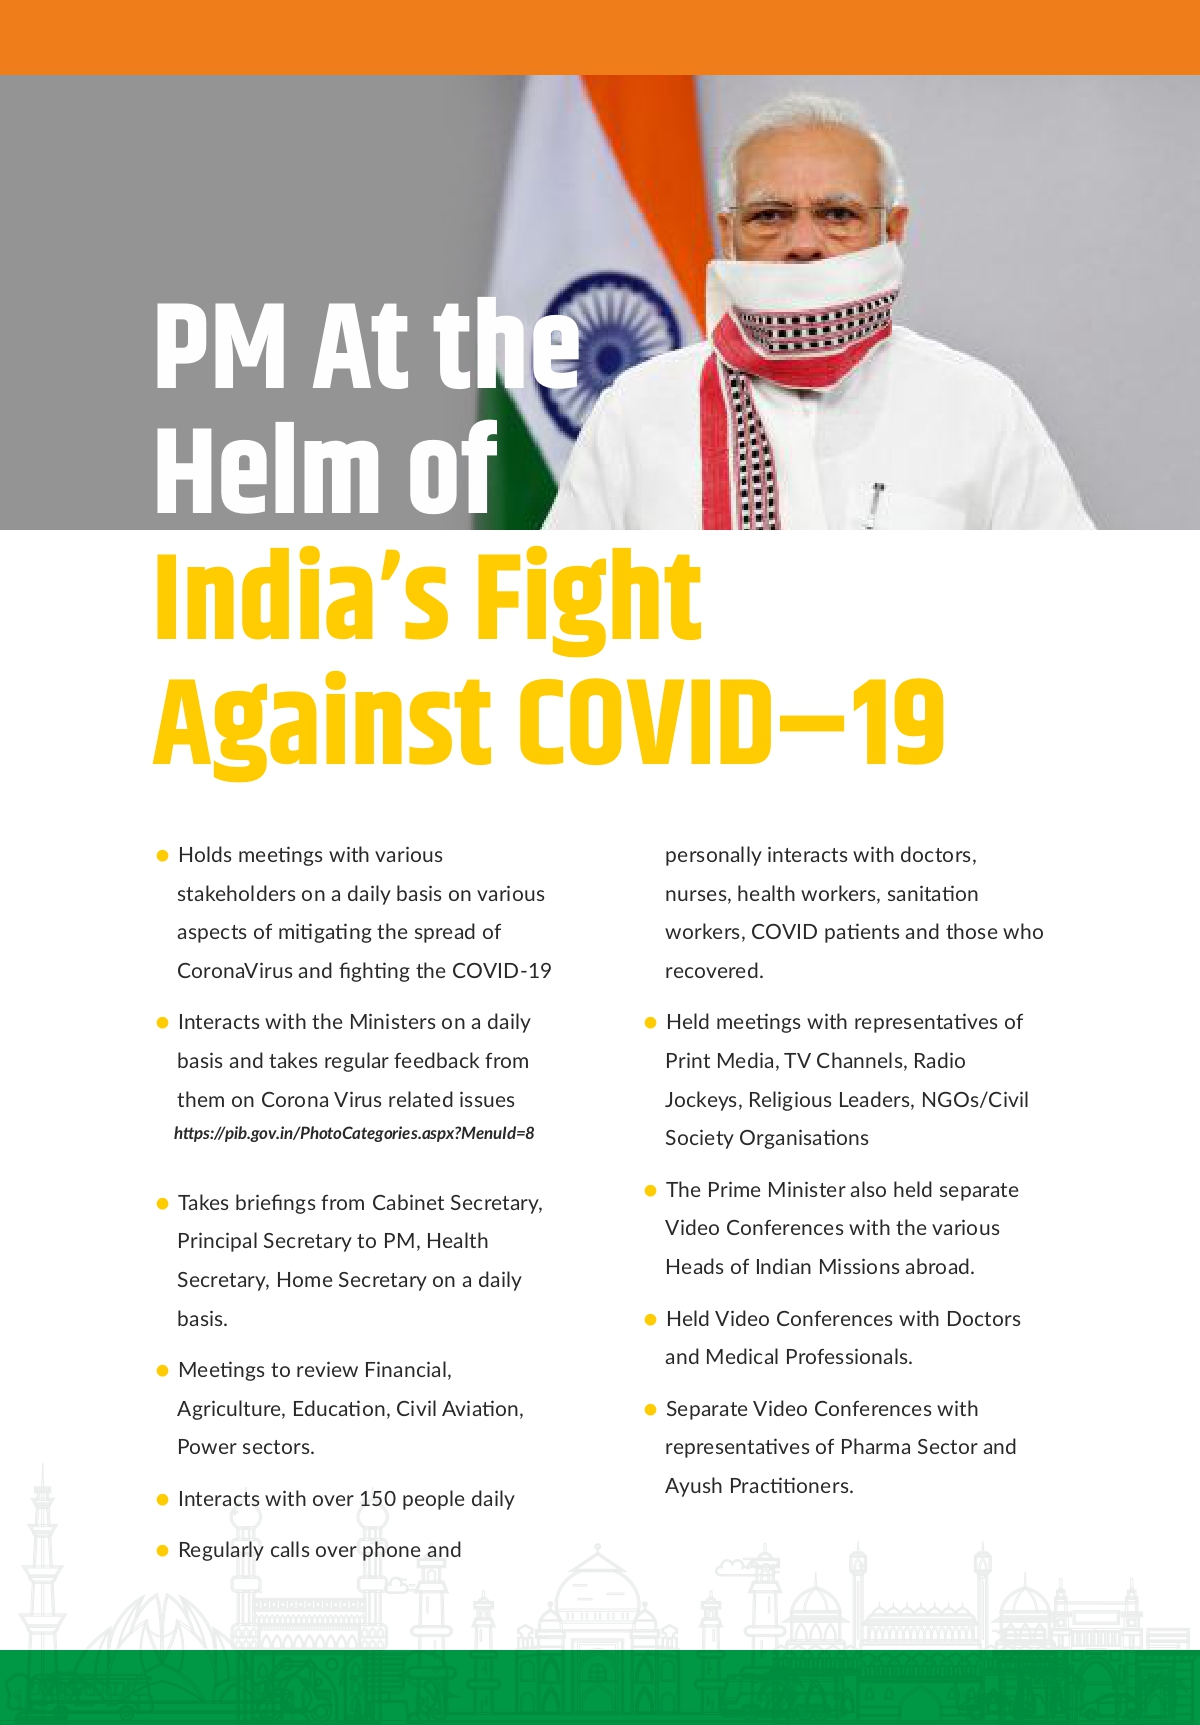 PM At the
Helm of
India’s Fight
Against COVID–19
● Holds meetings with various
stakeholders on a daily basis on various
aspects of mitigating the spread of
CoronaVirus and fighting the COVID-19
● Interacts with the Ministers on a daily
basis and takes regular feedback from
them on Corona Virus related issues
https://pib.gov.in/PhotoCategories.aspx?MenuId=8
● Takes briefings from Cabinet Secretary,
Principal Secretary to PM, Health
Secretary, Home Secretary on a daily
basis.
● Meetings to review Financial,
Agriculture, Education, Civil Aviation,
Power sectors.
● Interacts with over 150 people daily
● Regularly calls over phone and
personally interacts with doctors,
nurses, health workers, sanitation
workers, COVID patients and those who
recovered.
● Held meetings with representatives of
Print Media, TV Channels, Radio
Jockeys, Religious Leaders, NGOs/Civil
Society Organisations
● The Prime Minister also held separate
Video Conferences with the various
Heads of Indian Missions abroad.
● Held Video Conferences with Doctors
and Medical Professionals.
● Separate Video Conferences with
representatives of Pharma Sector and
Ayush Practitioners.